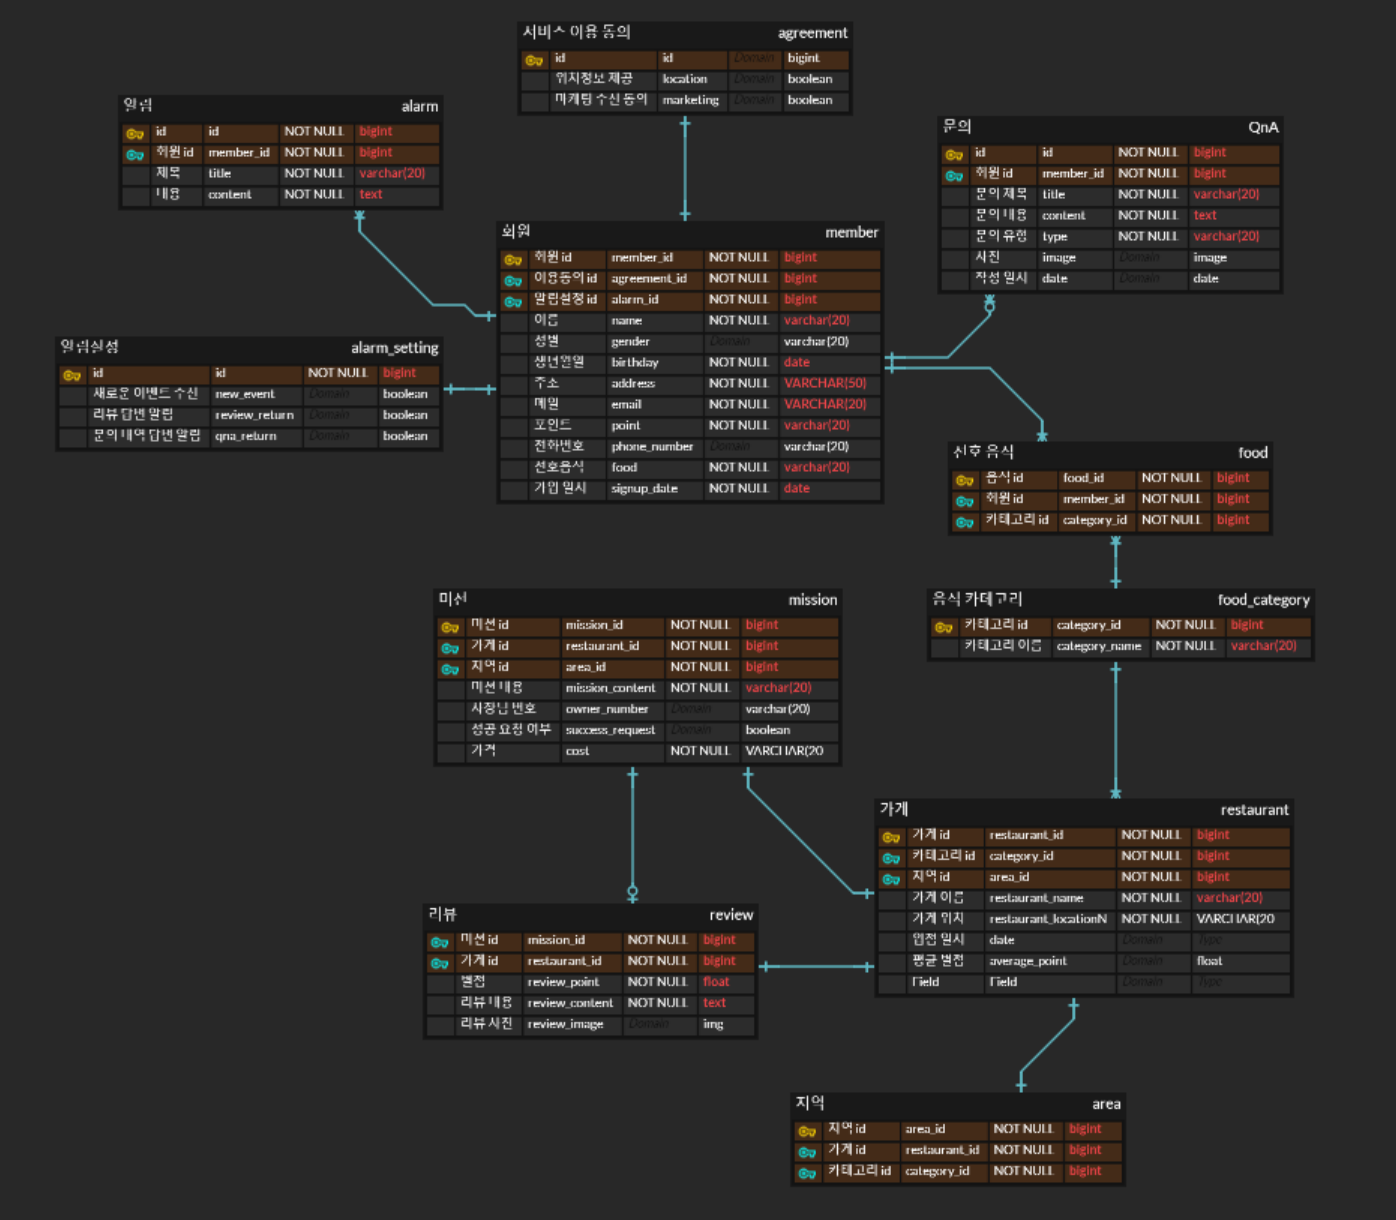 서비스 이용 동의 agreement
id id Domain bigint
위치정보 제공 location Domain boolean
마케팅 수신 동의 marketing Domain boolean
알림 alarm
id id NOT NULL bigint
회원 id member_id NOT NULL bigint
제목 title NOT NULL varchar(20)
내용 content NOT NULL text
문의 QnA
id id NOT NULL bigint
회원 id member_id NOT NULL bigint
문의 제목 title NOT NULL varchar(20)
문의 내용 content NOT NULL text
문의 유형 type NOT NULL varchar(20)
사진 image Domain image
작성 일시 date Domain date
회원 member
회원 id member_id NOT NULL bigint
이용동의 id agreement_id NOT NULL bigint
알림설정 id alarm_id NOT NULL bigint
이름 name NOT NULL varchar(20)
성별 gender Domain varchar(20)
생년월일 birthday NOT NULL date
주소 address NOT NULL VARCHAR(50)
메일 email NOT NULL VARCHAR(20)
포인트 point NOT NULL varchar(20)
전화번호 phone_number Domain varchar(20)
선호음식 food NOT NULL varchar(20)
가입 일시 signup_date NOT NULL date
알림설정 alarm_setting
id id NOT NULL bigint
새로운 이벤트 수신 new_event Domain boolean
리뷰 답변 알림 review_return Domain boolean
문의 내역 답변 알림 qna_return Domain boolean
선호 음식 food
음식 id food_id NOT NULL bigint
회원 id member_id NOT NULL bigint
카테고리 id category_id NOT NULL bigint
미션 mission
미션 id mission_id NOT NULL bigint
가게 id restaurant_id NOT NULL bigint
지역 id area_id NOT NULL bigint
미션 내용 mission_content NOT NULL varchar(20)
사장님 번호 owner_number Domain varchar(20)
성공 요청 여부 success_request Domain boolean
가격 cost NOT NULL VARCHAR(20
음식 카테고리 food_category
카테고리 id category_id NOT NULL bigint
카테고리 이름 category_name NOT NULL varchar(20)
가게 restaurant
가게 id restaurant_id NOT NULL bigint
카테고리 id category_id NOT NULL bigint
지역 id area_id NOT NULL bigint
가게 이름 restaurant_name NOT NULL varchar(20)
가게 위치 restaurant_locationN NOT NULL VARCHAR(20
입점 일시 date Domain Type
평균 별점 average_point Domain float
Field Field Domain Type
리뷰 review
미션 id mission_id NOT NULL bigint
가게 id restaurant_id NOT NULL bigint
별점 review_point NOT NULL float
리뷰 내용 review_content NOT NULL text
리뷰 사진 review_image Domain img
지역 area
지역 id area_id NOT NULL bigint
가게 id restaurant_id NOT NULL bigint
카테고리 id category_id NOT NULL bigint